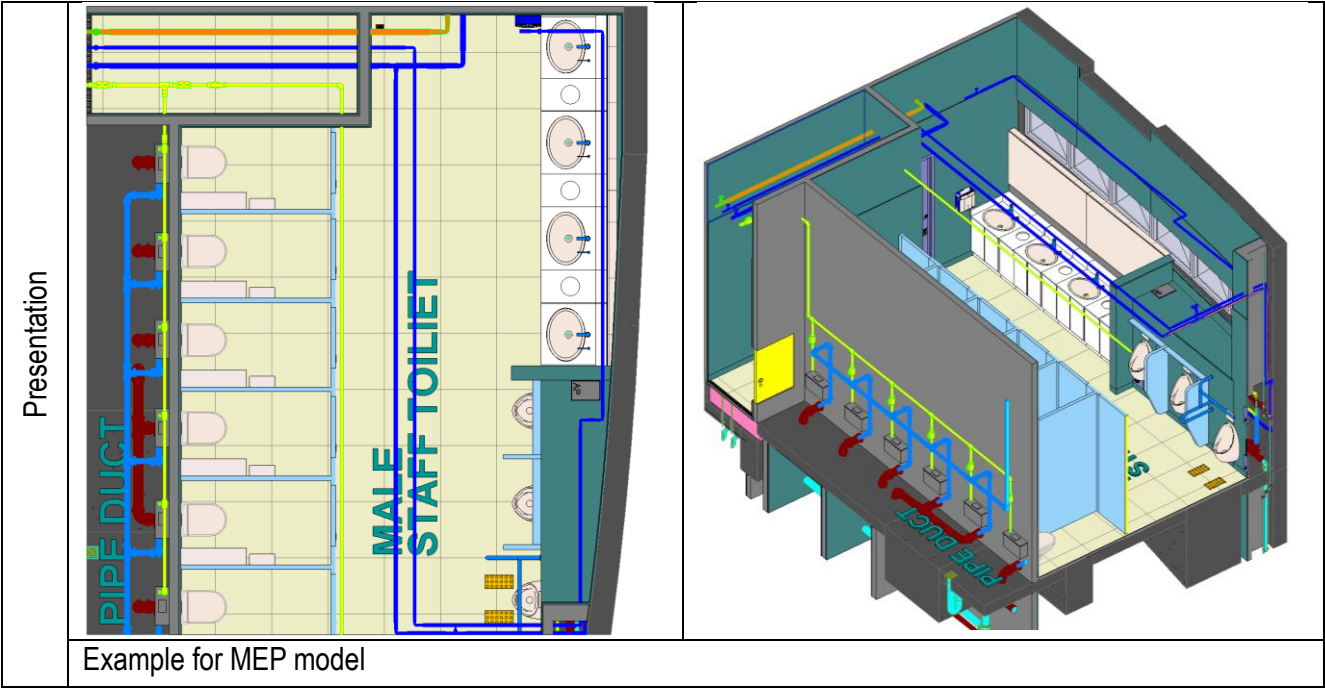 Presentation
PIPE DUCT
MALE
STAFF TOILIET
AP
PIPE DUCT
Example for MEP model